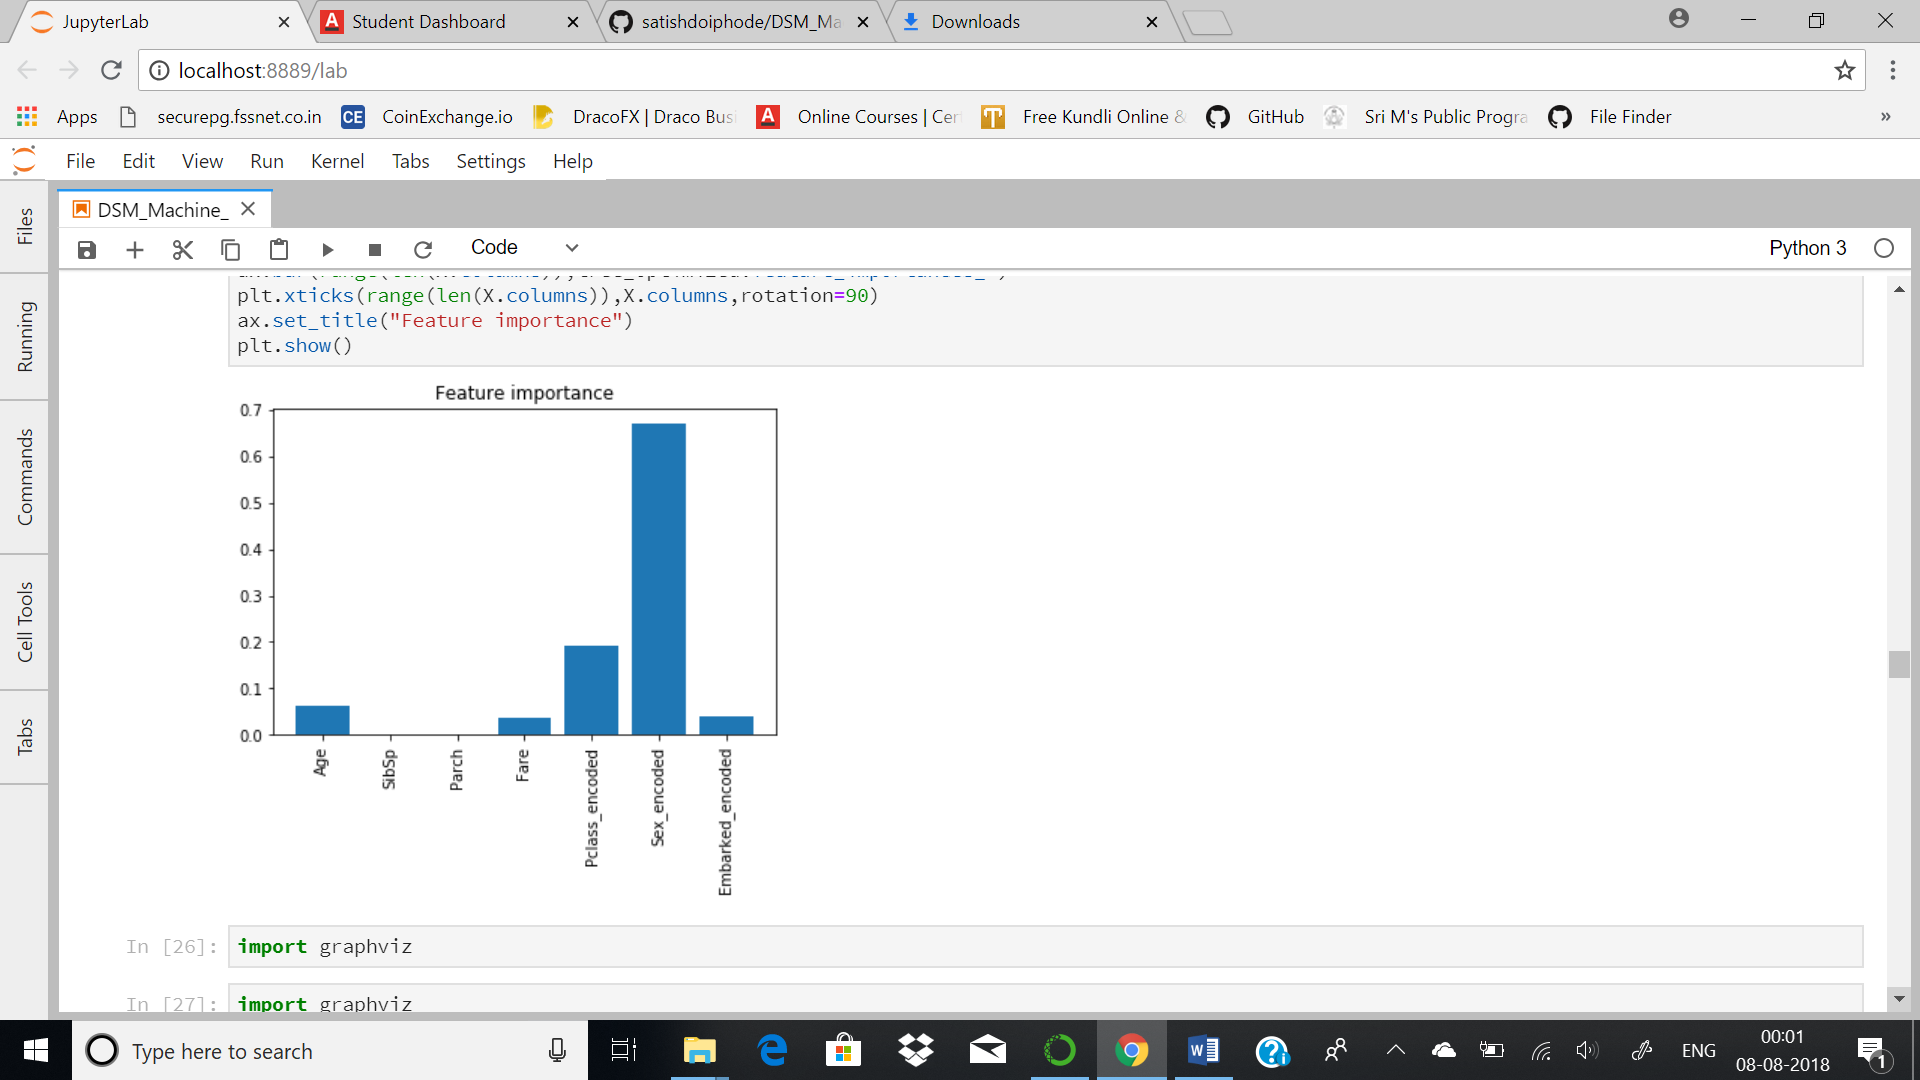 JupyterLab
Student Dashboard
satishdoiphode/DSM_Ma
Downloads
localhost:8889/lab
Apps
securepg.fssnet.co.in
CE
CoinExchange.io
DracoFX | Draco Busi
Online Courses | Cer
Free Kundli Online &
GitHub
Sri M's Public Progra
File Finder
»
File Edit View Run Kernel Tabs Settings Help
DSM_Machine_
Code
Python 3
Files
Running
Commands
Cell Tools
Tabs
plt.xticks(range(len(X.columns)),X.columns,rotation=90)
ax.set_title("Feature importance")
plt.show()
Feature importance
0.7
0.6
0.5
0.4
0.3
0.2
0.1
0.0
Age
SibSp
Parch
Fare
Pclass_encoded
Sex_encoded
Embarked_encoded
In [26]:
import graphviz
In [27]:
import graphviz
Type here to search
ENG
00:01
08-08-2018
1